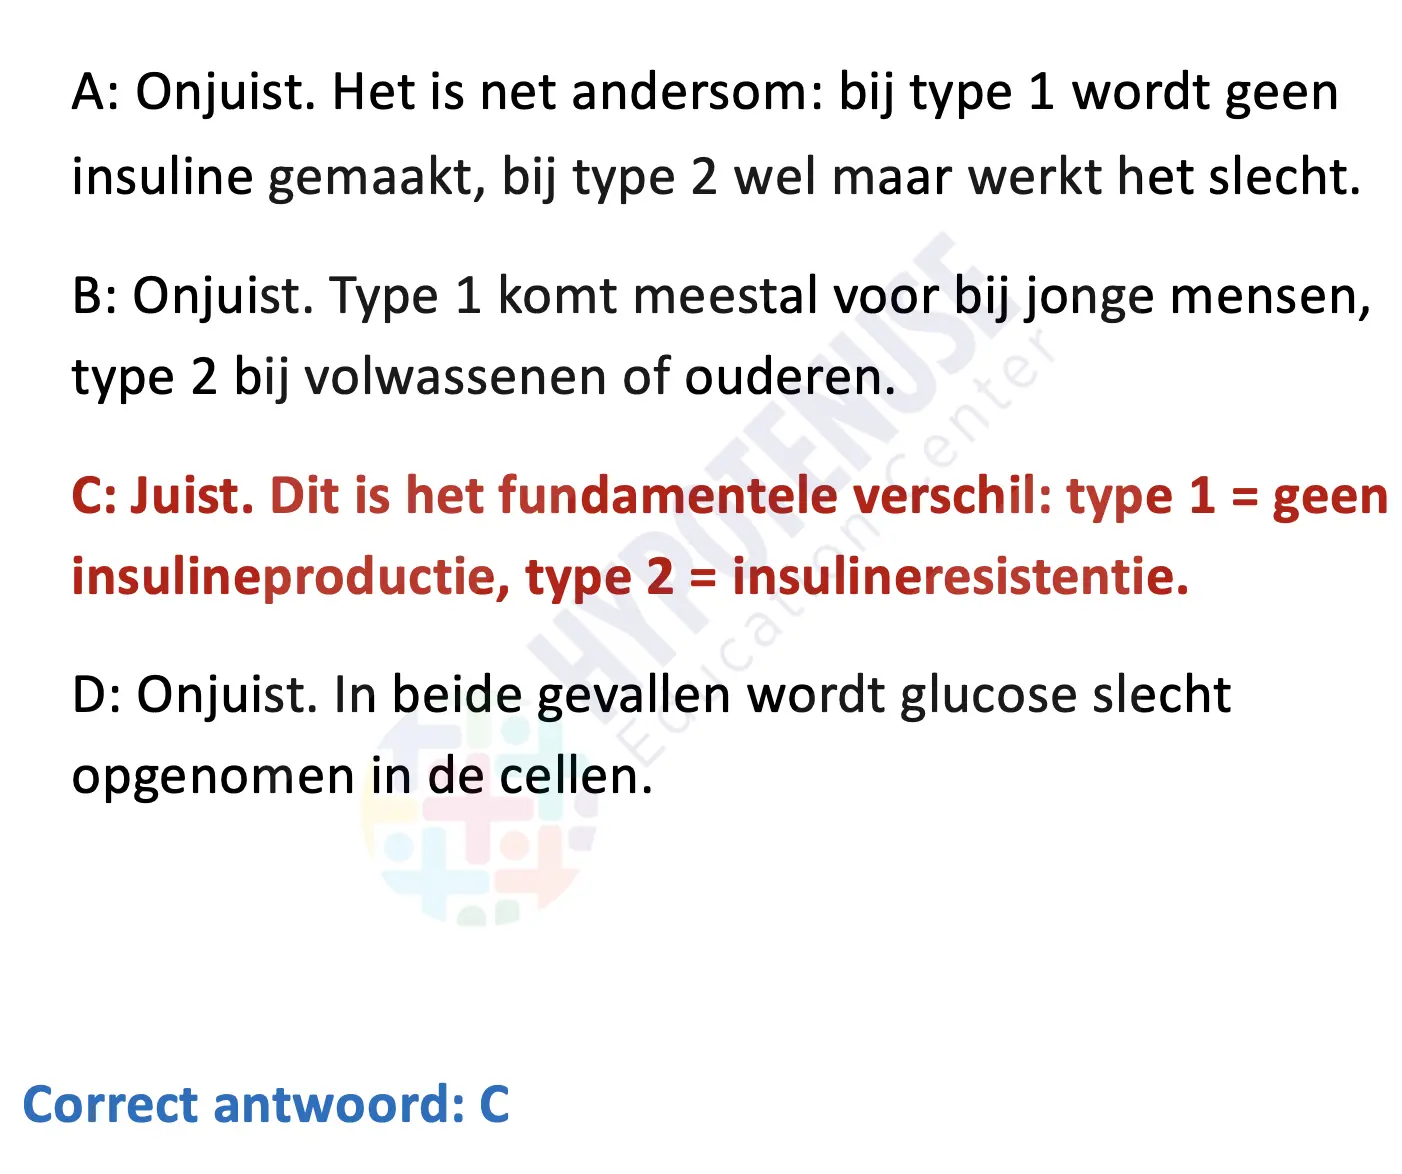 A: Onjuist. Het is net andersom: bij type 1 wordt geen
insuline gemaakt, bij type 2 wel maar werkt het slecht.
B: Onjuist. Type 1 komt meestal voor bij jonge mensen,
type 2 bij volwassenen of ouderen.
C: Juist. Dit is het fundamentele verschil: type 1 = geen
insulineproductie, type 2 = insulineresistentie.
D: Onjuist. In beide gevallen wordt glucose slecht
opgenomen in de cellen.
HYPOTENUSE
Education Center
Correct antwoord: C